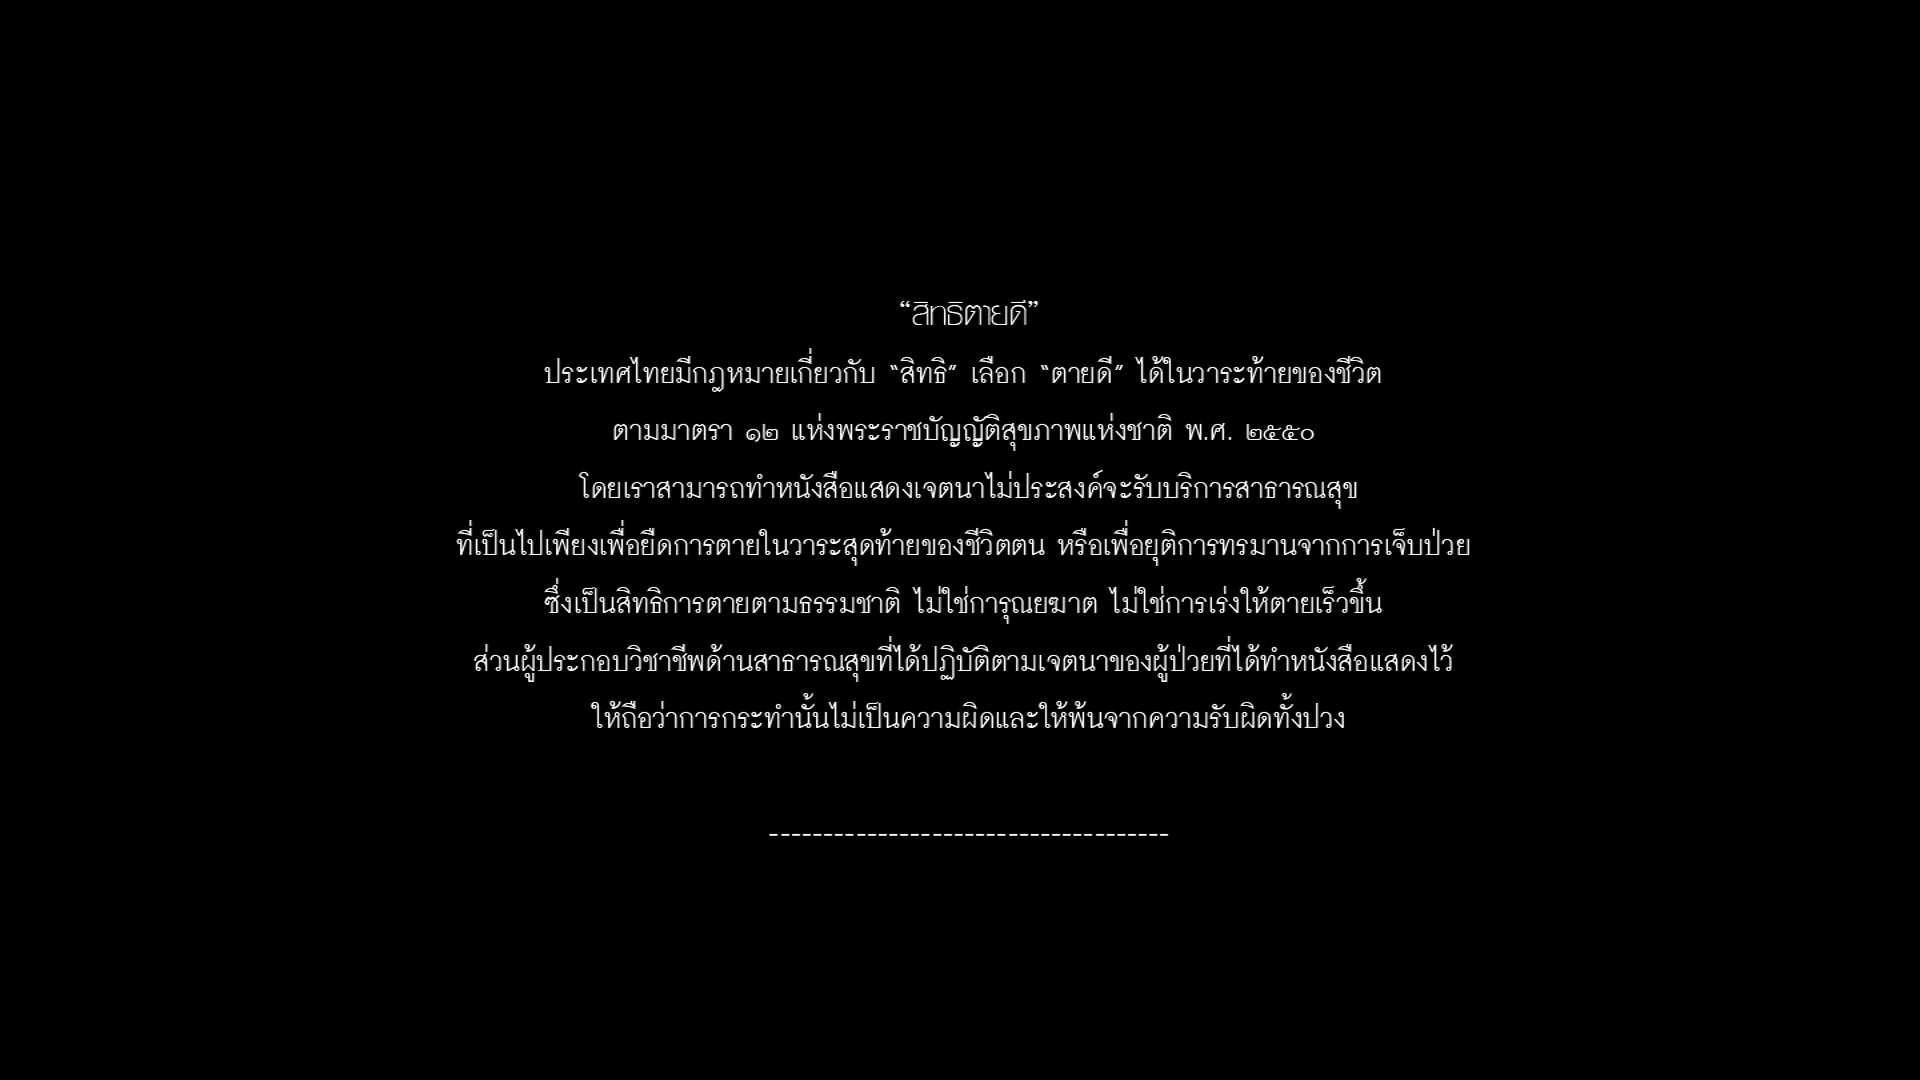 “สิทธิตายดี”
ประเทศไทยมีกฎหมายเกี่ยวกับ “สิทธิ” เลือก “ตายดี” ได้ในวาระท้ายของชีวิต
ตามมาตรา ๑๒ แห่งพระราชบัญญัติสุขภาพแห่งชาติ พ.ศ. ๒๕๕๐
โดยเราสามารถทำหนังสือแสดงเจตนาไม่ประสงค์จะรับบริการสาธารณสุข
ที่เป็นไปเพียงเพื่อยืดการตายในวาระสุดท้ายของชีวิตตน หรือเพื่อยุติการทรมานจากการเจ็บป่วย
ซึ่งเป็นสิทธิการตายตามธรรมชาติ ไม่ใช่การุณยฆาต ไม่ใช่การเร่งให้ตายเร็วขึ้น
ส่วนผู้ประกอบวิชาชีพด้านสาธารณสุขที่ได้ปฏิบัติตามเจตนาของผู้ป่วยที่ได้ทำหนังสือแสดงไว้
ให้ถือว่าการกระทำนั้นไม่เป็นความผิดและให้พ้นจากความรับผิดทั้งปวง
-------------------------------------